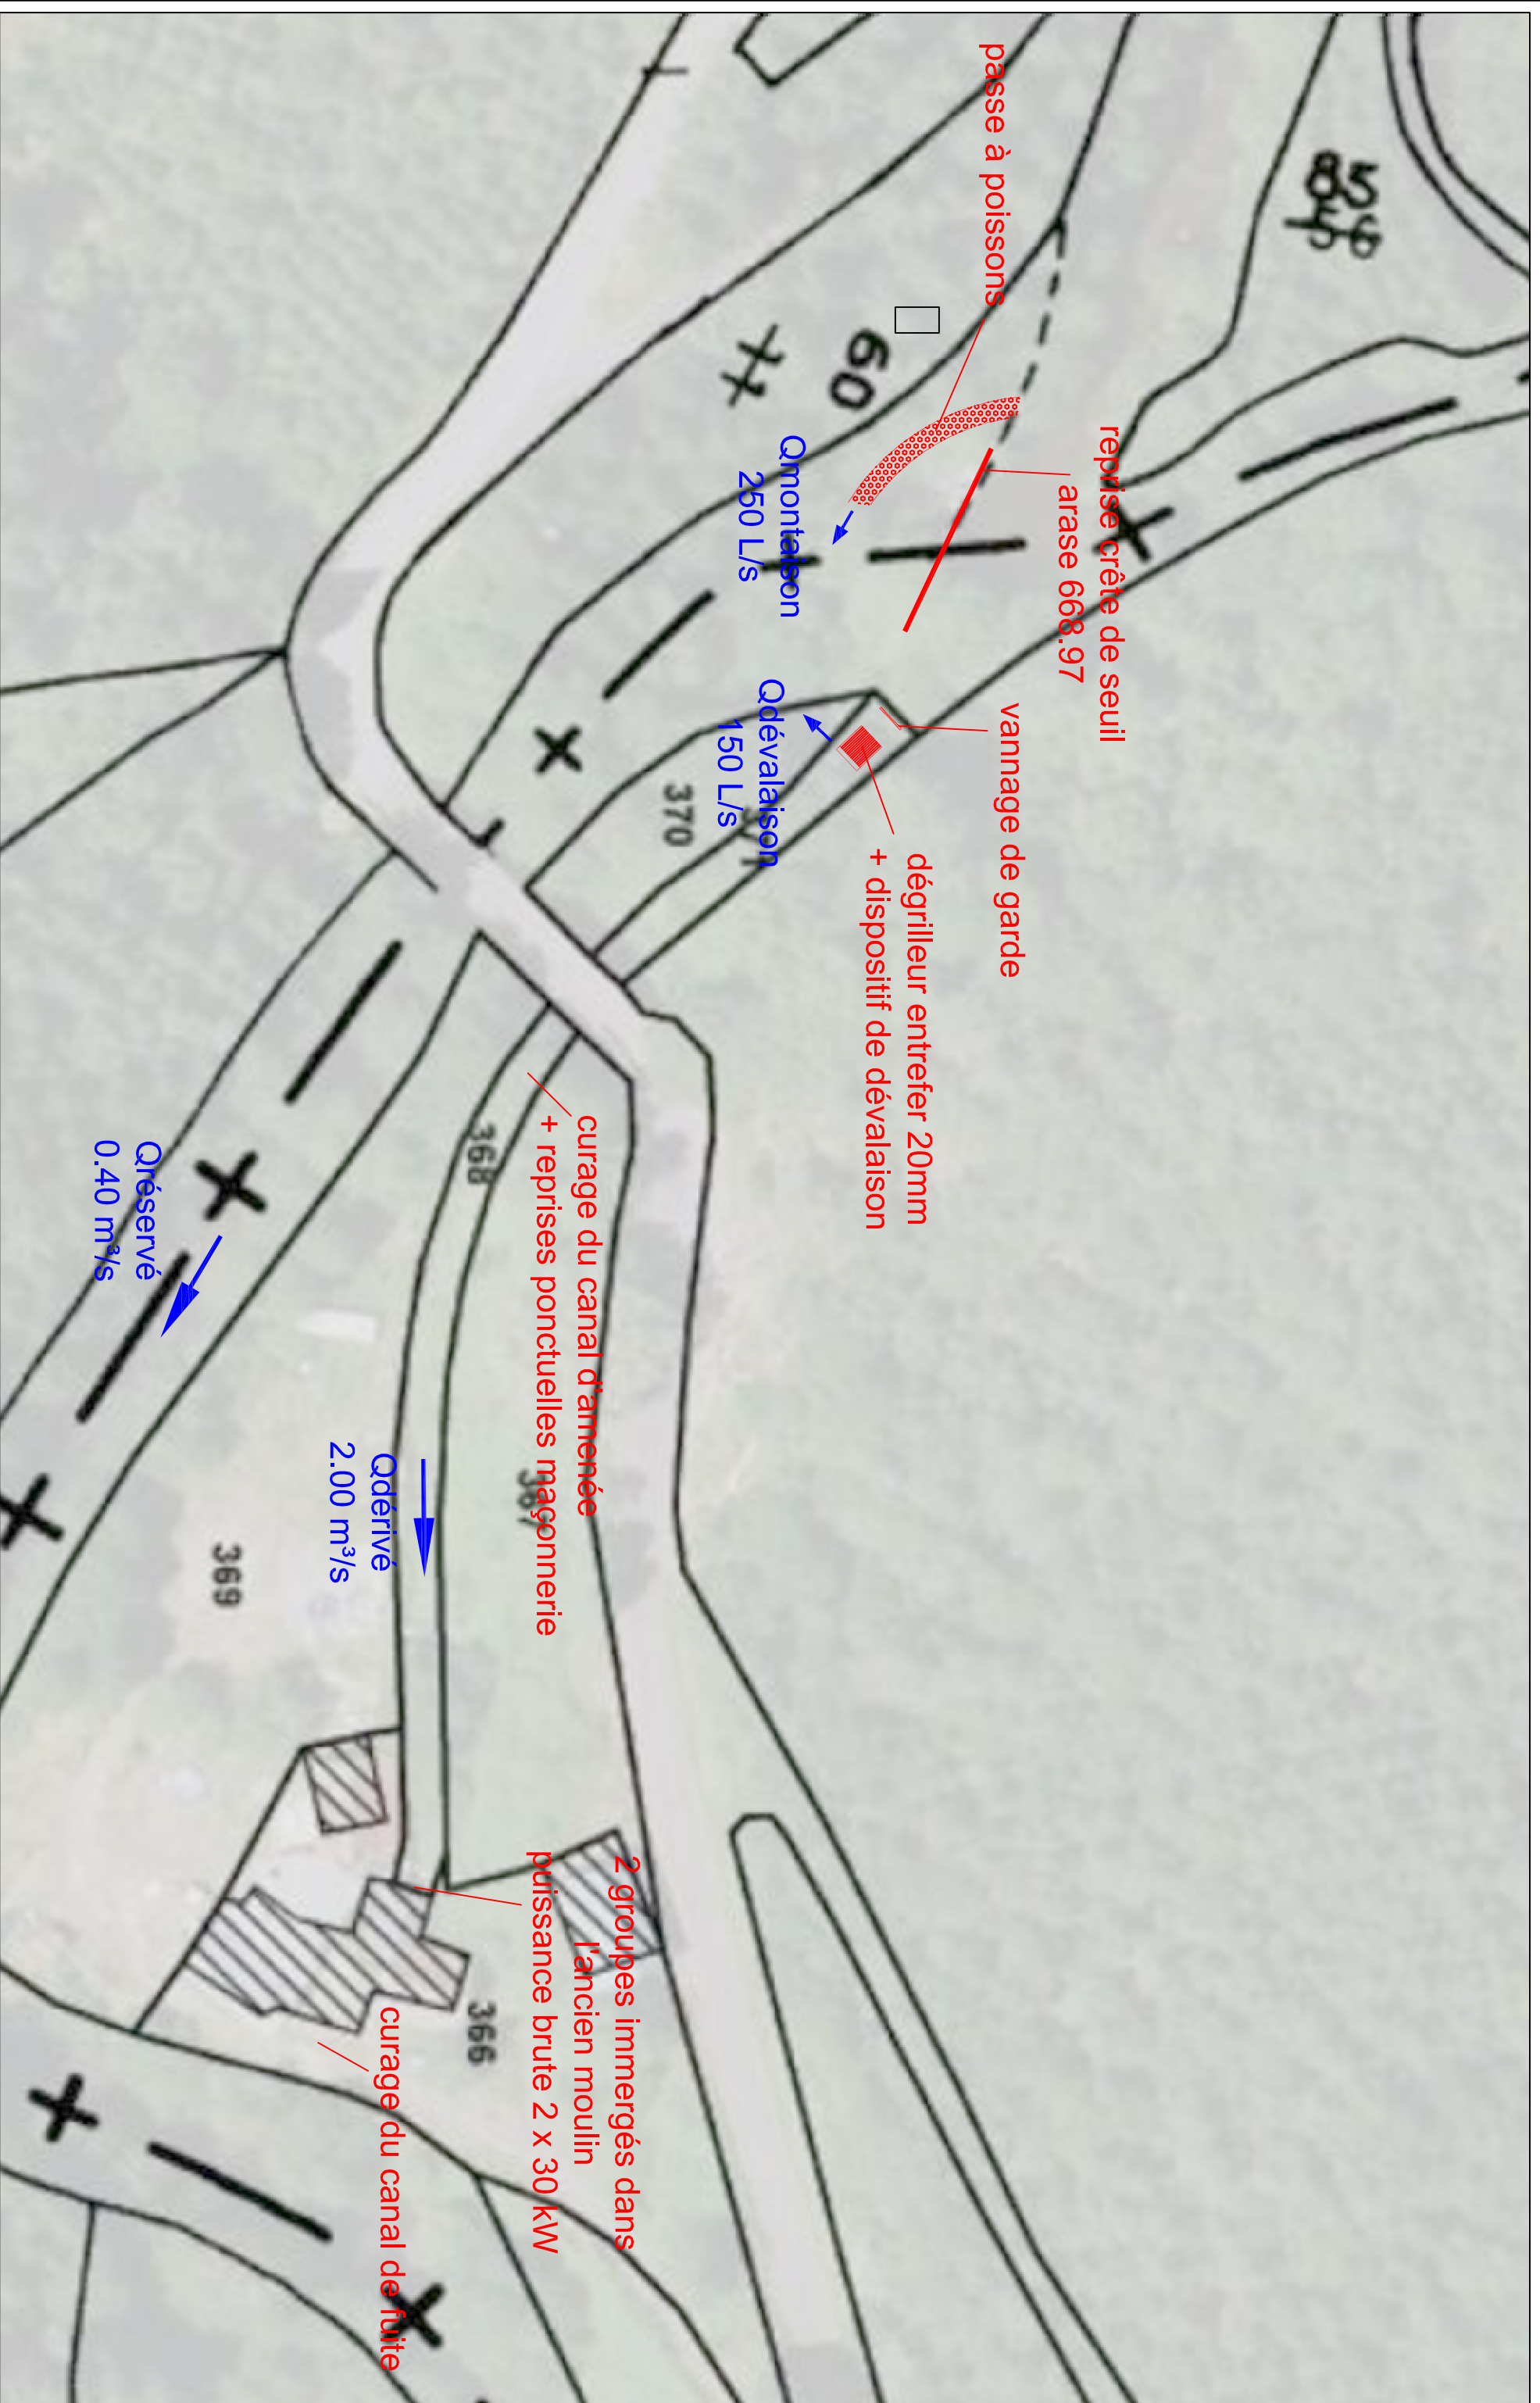 passe à poissons
reprise crête de seuil
arase 668.97
vannage de garde
dégrilleur entrefer 20mm
+ dispositif de dévalaison
Qmontaison
250 L/s
Qdévalaison
150 L/s
60
370
curage du canal d'amenée
+ reprises ponctuelles maçonnerie
368
367
Qréservé
0.40 m³/s
Qdérivé
2.00 m³/s
369
2 groupes immergés dans
l'ancien moulin
puissance brute 2 x 30 kW
366
curage du canal de fuite